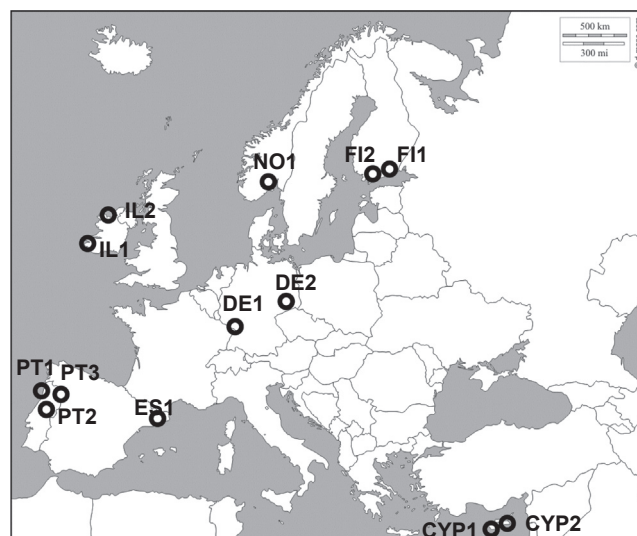 500 km
300 mi
NO1
FI2
FI1
IL2
IL1
DE2
DE1
PT1
PT3
PT2
ES1
CYP1
CYP2